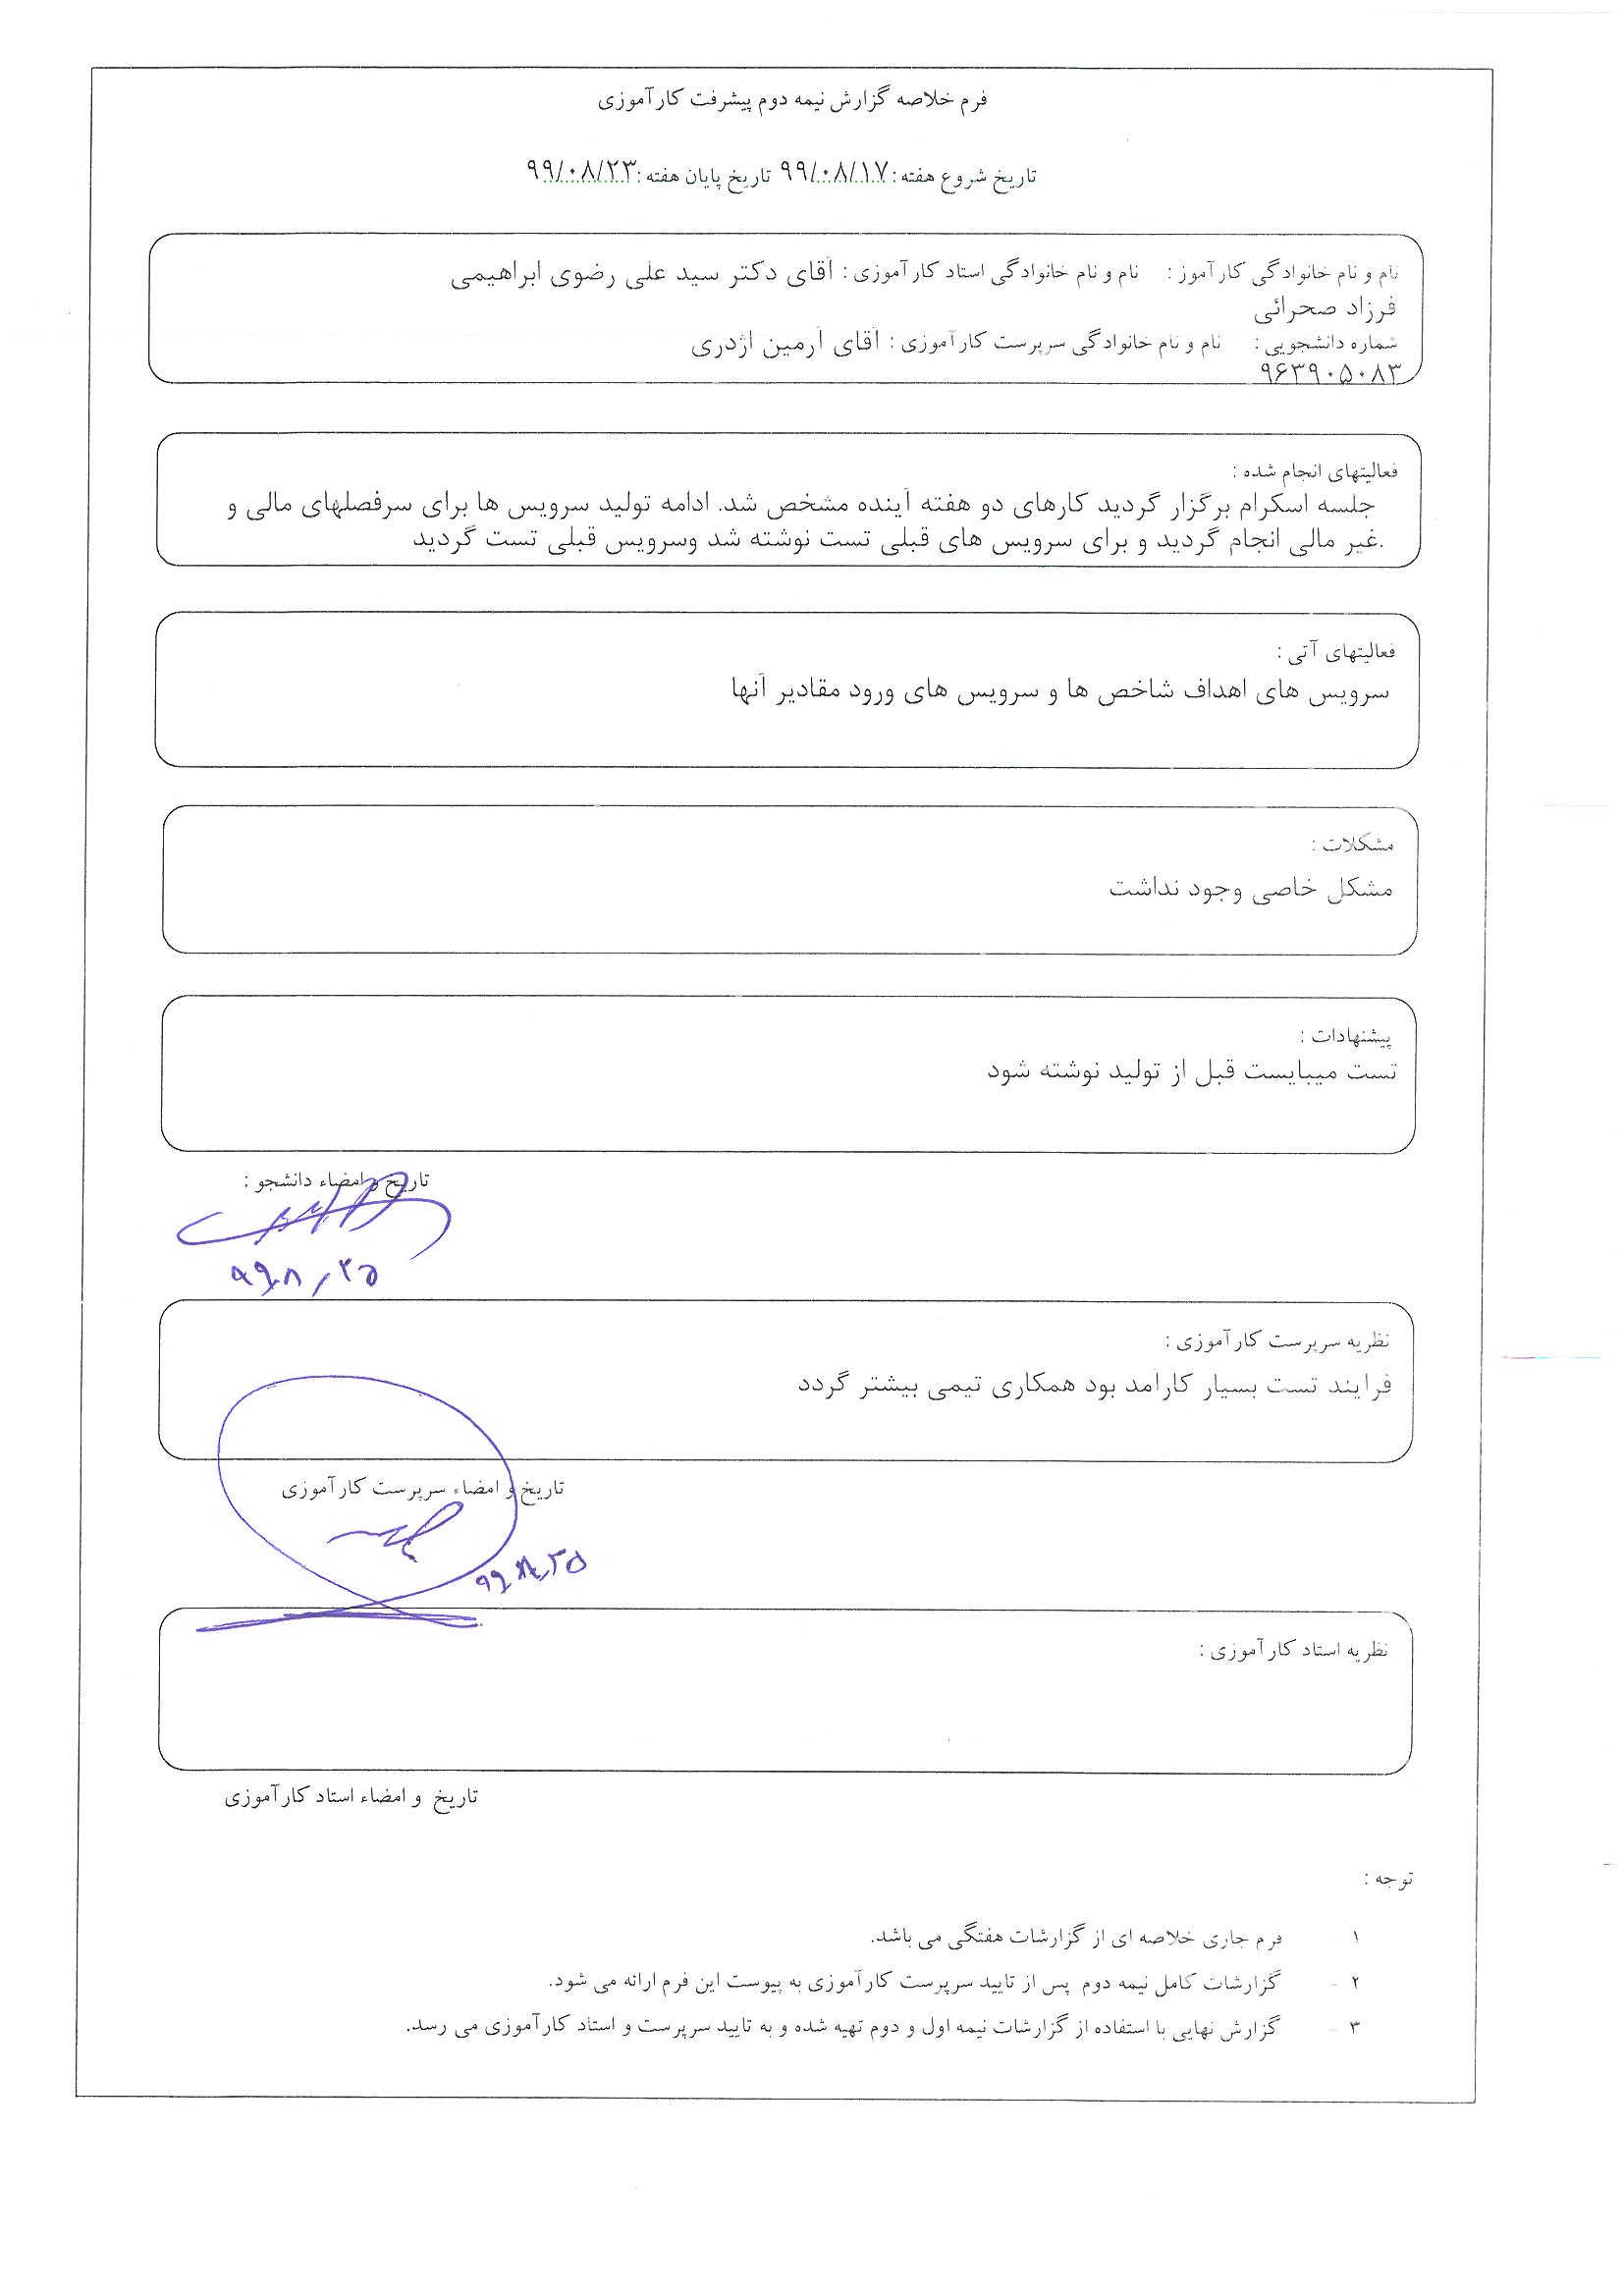 فرم خلاصه گزارش نیمه دوم پیشرفت کارآموزی
تاریخ شروع هفته: ۹۹/۰۸/۱۷ تاریخ پایان هفته: ۹۹/۰۸/۲۳
نام و نام خانوادگی کارآموز : نام و نام خانوادگی استاد کارآموزی : آقای دکتر سید علی رضوی ابراهیمی
فرزاد صحرائی
شماره دانشجویی : نام و نام خانوادگی سرپرست کارآموزی : آقای آرمین اژدری
۹۶۳۹۰۵۰۸۳
فعالیتهای انجام شده :
جلسه اسکرام برگزار گردید کارهای دو هفته آینده مشخص شد. ادامه تولید سرویس ها برای سرفصلهای مالی و
.غیر مالی انجام گردید و برای سرویس های قبلی تست نوشته شد وسرویس قبلی تست گردید
فعالیتهای آتی :
سرویس های اهداف شاخص ها و سرویس های ورود مقادیر آنها
مشکلات :
مشکل خاصی وجود نداشت
پیشنهادات :
تست میبایست قبل از تولید نوشته شود
تاریخ و امضاء دانشجو :
۹۹,۰۸,۲۵
نظریه سرپرست کارآموزی :
فرایند تست بسیار کارامد بود همکاری تیمی بیشتر گردد
تاریخ و امضاء سرپرست کارآموزی
۹۹,۰۸,۲۵
نظریه استاد کارآموزی :
تاریخ و امضاء استاد کارآموزی
توجه :
۱ - فرم جاری خلاصه ای از گزارشات هفتگی می باشد.
۲ - گزارشات کامل نیمه دوم پس از تایید سرپرست کارآموزی به پیوست این فرم ارائه می شود.
۳ - گزارش نهایی با استفاده از گزارشات نیمه اول و دوم تهیه شده و به تایید سرپرست و استاد کارآموزی می رسد.